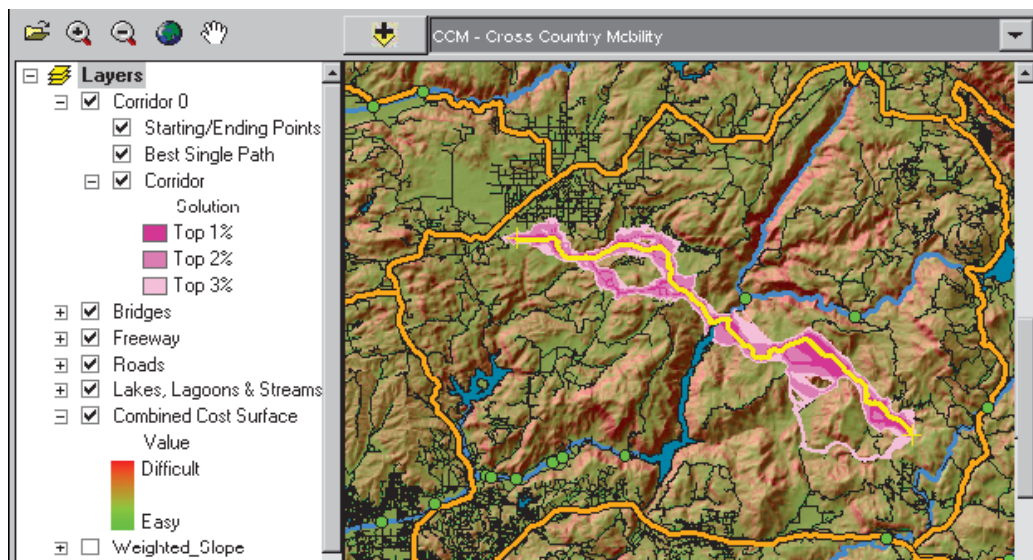 CCM - Cross Country Mobility
Layers
Corridor 0
Starting/Ending Points
Best Single Path
Corridor
Solution
Top 1%
Top 2%
Top 3%
Bridges
Freeway
Roads
Lakes, Lagoons & Streams
Combined Cost Surface
Value
Difficult
Easy
Weighted_Slope